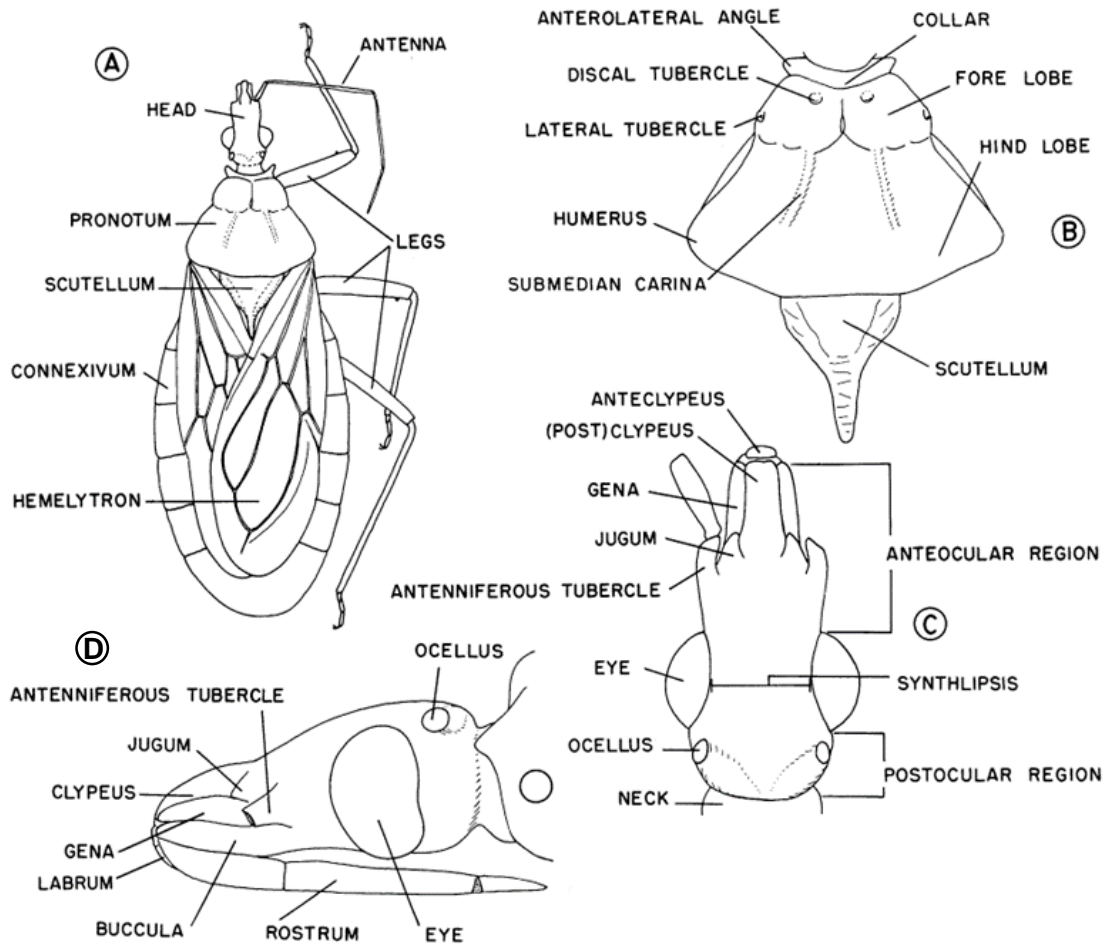 A
ANTENNA
HEAD
PRONOTUM
LEGS
SCUTELLUM
CONNEXIVUM
HEMELYTRON
ANTEROLATERAL ANGLE
COLLAR
DISCAL TUBERCLE
FORE LOBE
LATERAL TUBERCLE
HIND LOBE
HUMERUS
B
SUBMEDIAN CARINA
SCUTELLUM
ANTECLYPEUS
(POST)CLYPEUS
GENA
JUGUM
ANTEOCULAR REGION
ANTENNIFEROUS TUBERCLE
C
EYE
SYNTHLIPSIS
OCELLUS
POSTOCULAR REGION
NECK
D
OCELLUS
ANTENNIFEROUS TUBERCLE
JUGUM
CLYPEUS
GENA
LABRUM
BUCCULA
ROSTRUM
EYE